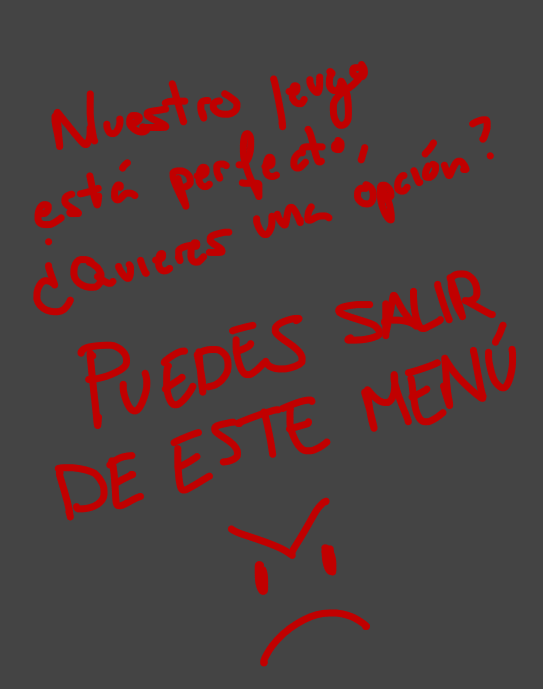 Nuestro juego
está perfecto,
¿Quieres una opción?
PUEDES SALIR
DE ESTE MENÚ